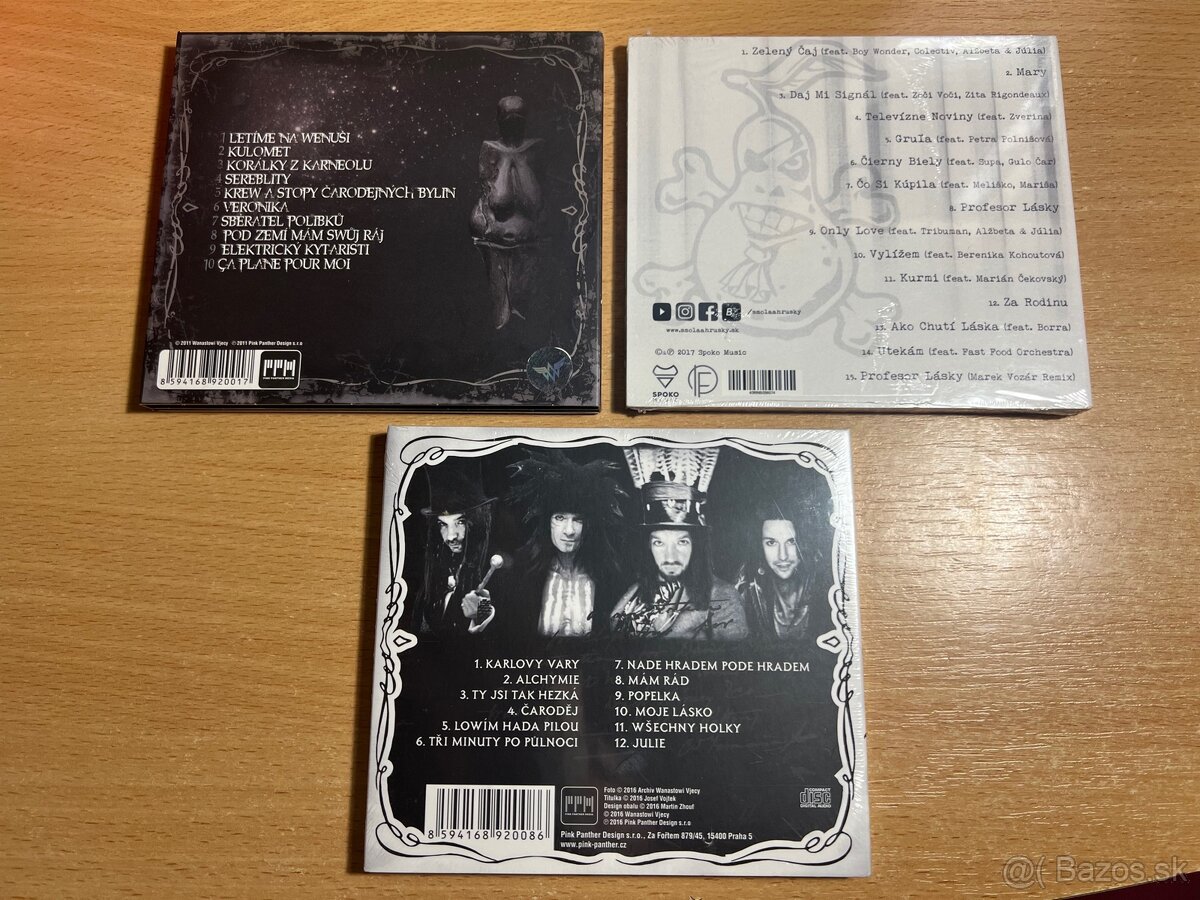 1 LETÍME NA WENUŠI
2 KULOMET
3 KORÁLKY Z KARNEOLU
4 SEREBLITY
5 KREW A STOPY ČARODEJNÝCH BYLIN
6 VERONIKA
7 SBĚRATEL POLIBKŮ
8 POD ZEMÍ MÁM SWŮJ RÁJ
9 ELEKTRICKÝ KYTARISTI
10 ÇA PLANE POUR MOI
© 2011 Wanastowi Vjecy ℗ 2011 Pink Panther Design s.r.o
8 594168 920017
PINK PANTHER MEDIA
1. Zelený Čaj (feat. Boy Wonder, Colectiv, Alžbeta & Júlia)
2. Mary
3. Daj Mi Signál (feat. Zoči Voči, Zita Rigondeaux)
4. Televízne Noviny (feat. Zverina)
5. Gruľa (feat. Petra Polnišová)
6. Čierny Biely (feat. Supa, Gulo Čar)
7. Čo Si Kúpila (feat. Meliško, Mariša)
8. Profesor Lásky
9. Only Love (feat. Tribuman, Alžbeta & Júlia)
10. Vylížem (feat. Berenika Kohoutová)
11. Kurmi (feat. Marián Čekovský)
12. Za Rodinu
13. Ako Chutí Láska (feat. Borra)
14. Utekám (feat. Fast Food Orchestra)
15. Profesor Lásky (Marek Vozár Remix)
/smolaahrusky
www.smolaahrusky.sk
©&℗ 2017 Spoko Music
SPOKO
1. KARLOVY VARY
2. ALCHYMIE
3. TY JSI TAK HEZKÁ
4. ČARODĚJ
5. LOWÍM HADA PILOU
6. TŘI MINUTY PO PŮLNOCI
7. NADE HRADEM PODE HRADEM
8. MÁM RÁD
9. POPELKA
10. MOJE LÁSKO
11. WŠECHNY HOLKY
12. JULIE
8 594168 920086
PINK PANTHER MEDIA
Foto © 2016 Archiv Wanastowi Vjecy
Titulka © 2016 Josef Vojtek
Design obalu © 2016 Martin Zhouf
© 2016 Wanastowi Vjecy
℗ 2016 Pink Panther Design s.r.o
Pink Panther Design s.r.o., Za Fořtem 879/45, 15400 Praha 5
www.pink-panther.cz
COMPACT
disc
DIGITAL AUDIO
@( Bazos.sk